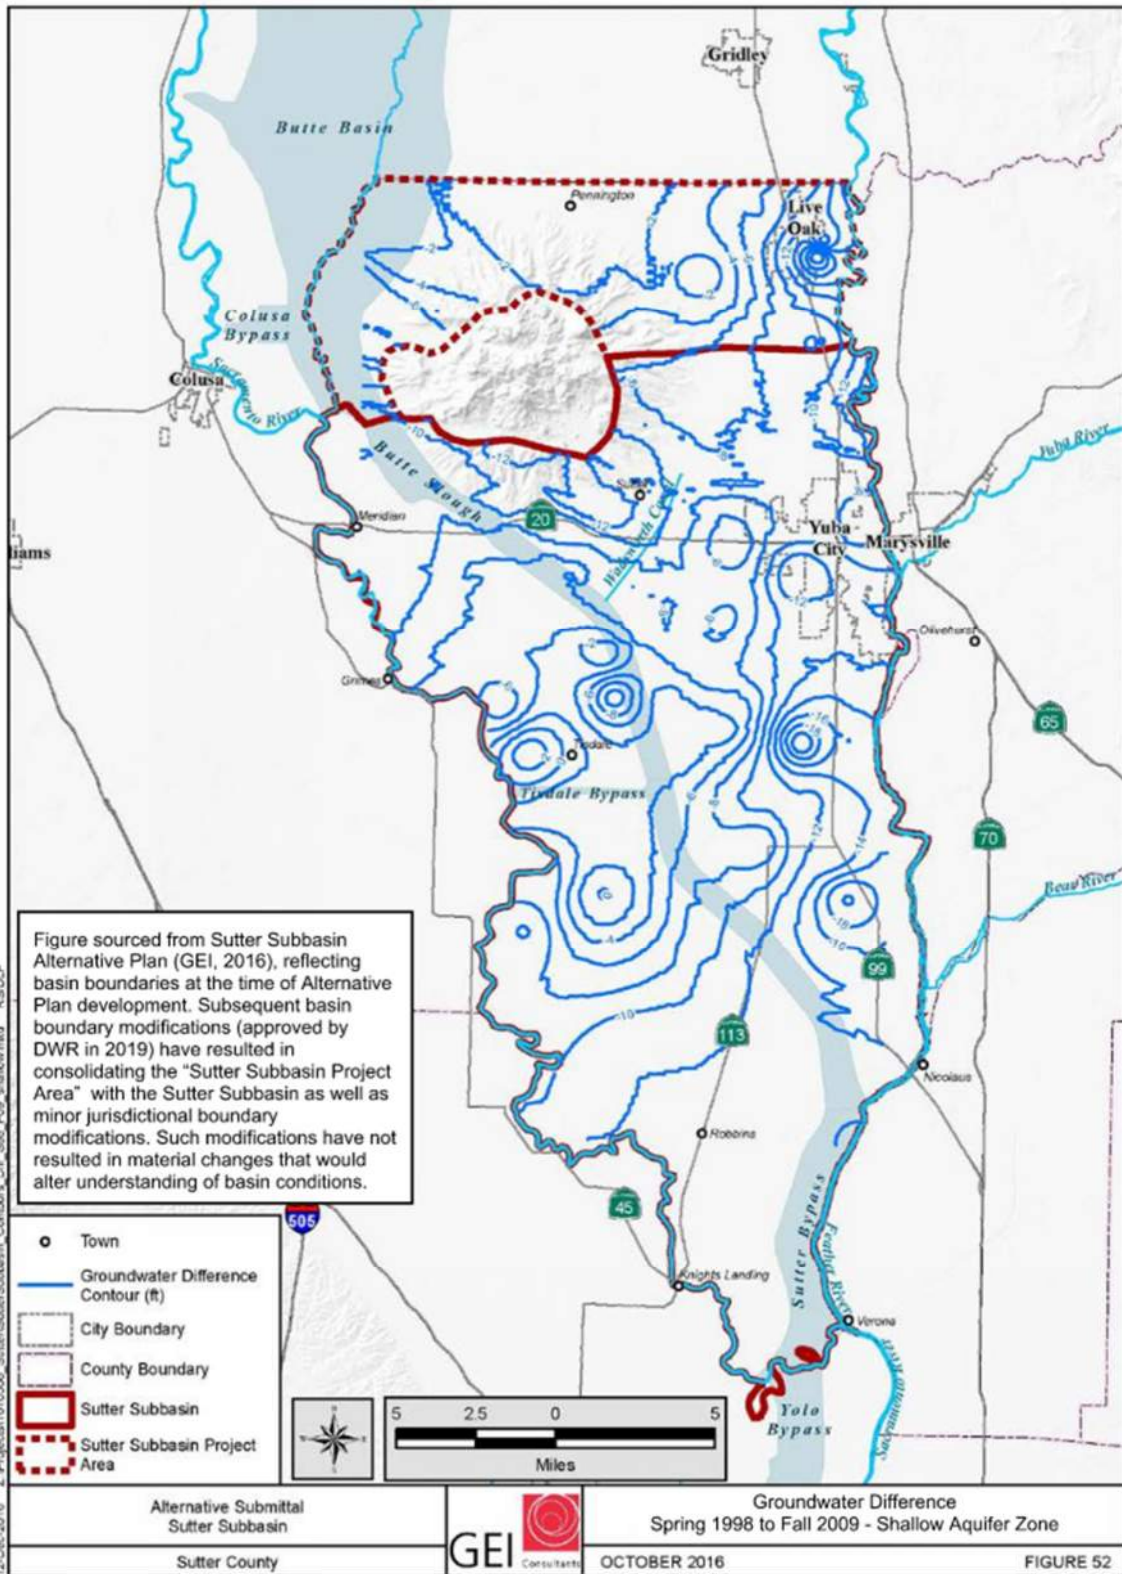 Gridley
Butte Basin
Pennington
Live
Oak
Colusa
Bypass
Colusa
Sacramento River
Butte Slough
Yuba River
Meridian
20
Yuba
City
Marysville
liams
Olivehurst
Grimes
65
Tisdale
Tisdale Bypass
70
Bear River
99
113
Nicolaus
Robbins
45
Sutter Bypass
Feather River
Knights Landing
Verona
Yolo
Bypass
Sacramento River
505
Figure sourced from Sutter Subbasin
Alternative Plan (GEI, 2016), reflecting
basin boundaries at the time of Alternative
Plan development. Subsequent basin
boundary modifications (approved by
DWR in 2019) have resulted in
consolidating the “Sutter Subbasin Project
Area” with the Sutter Subbasin as well as
minor jurisdictional boundary
modifications. Such modifications have not
resulted in material changes that would
alter understanding of basin conditions.
Town
Groundwater Difference
Contour (ft)
City Boundary
County Boundary
Sutter Subbasin
Sutter Subbasin Project
Area
5 2.5 0 5
Miles
Alternative Submittal
Sutter Subbasin
Sutter County
GEI Consultants
Groundwater Difference
Spring 1998 to Fall 2009 - Shallow Aquifer Zone
OCTOBER 2016 FIGURE 52